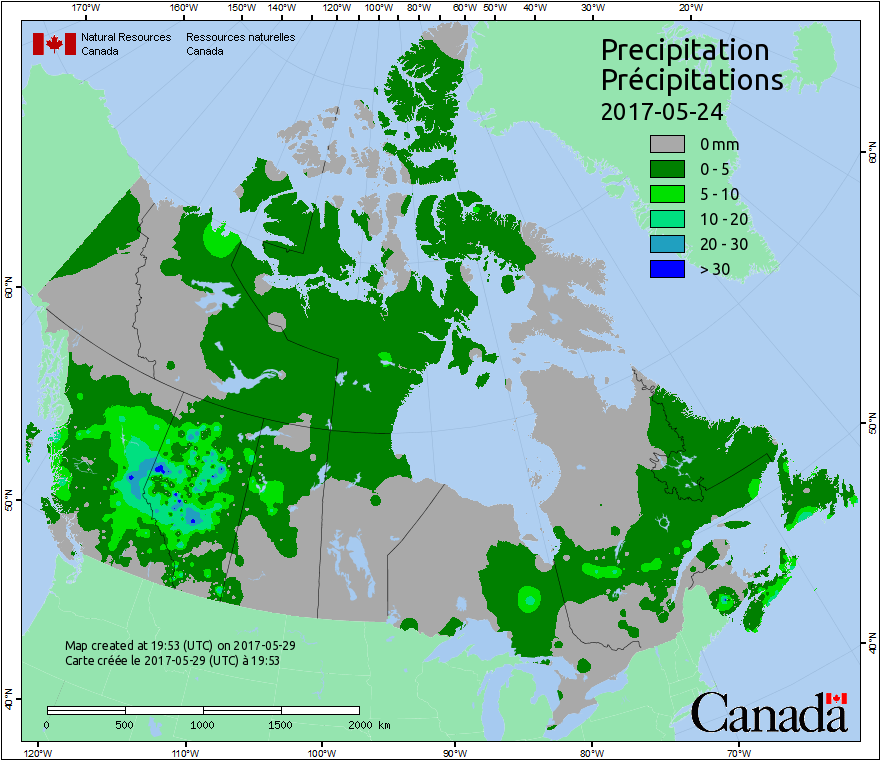 170°W 160°W 150°W 140°W 130°W 120°W 110°W 100°W 90°W 80°W 70°W 60°W 50°W 40°W 30°W 20°W
Natural Resources Ressources naturelles
Canada Canada
Precipitation
Précipitations
2017-05-24
0 mm
0 - 5
5 - 10
10 - 20
20 - 30
> 30
60°N
60°N
50°N
50°N
40°N
40°N
Map created at 19:53 (UTC) on 2017-05-29
Carte créée le 2017-05-29 (UTC) à 19:53
0 500 1000 1500 2000 km
Canada
120°W 110°W 100°W 90°W 80°W 70°W